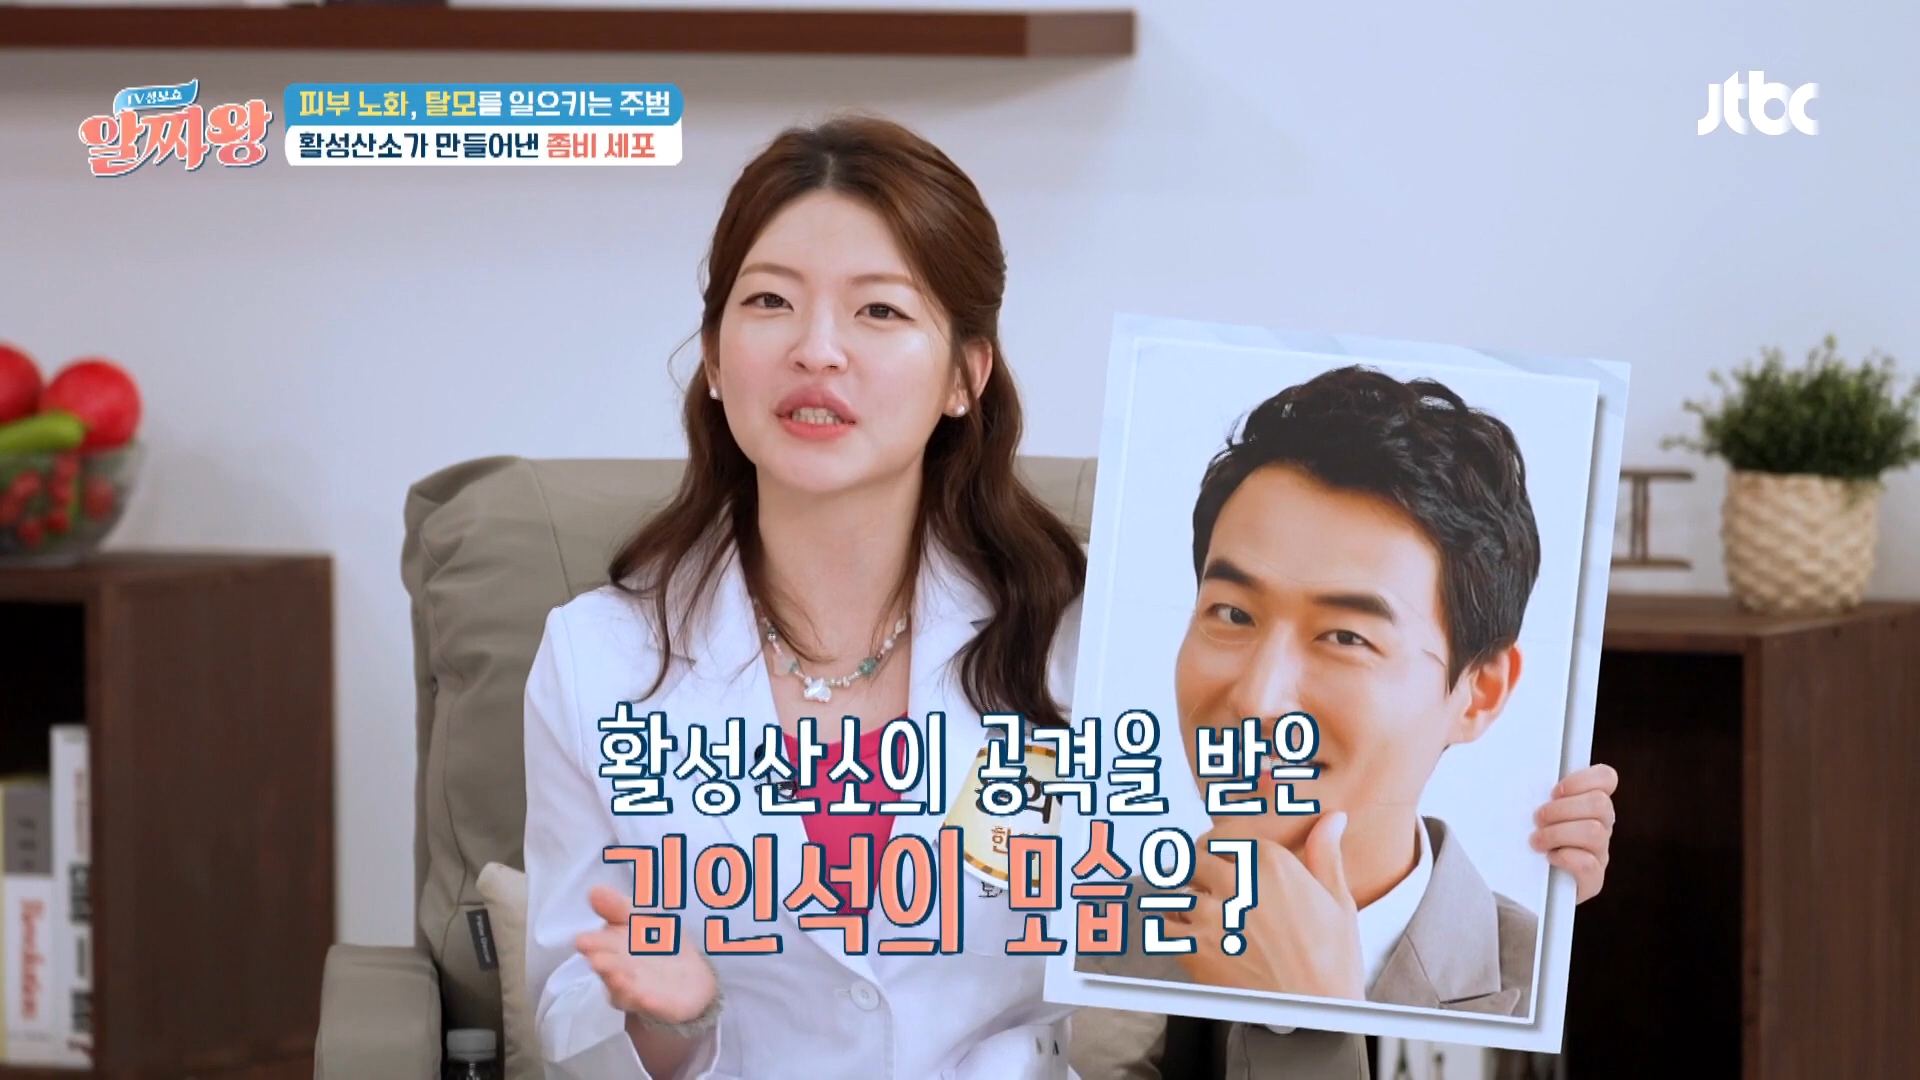 TV정보쇼
알짜왕
피부 노화, 탈모를 일으키는 주범
활성산소가 만들어낸 좀비 세포
jtbc
활성산소의 공격을 받은
김인석의 모습은?